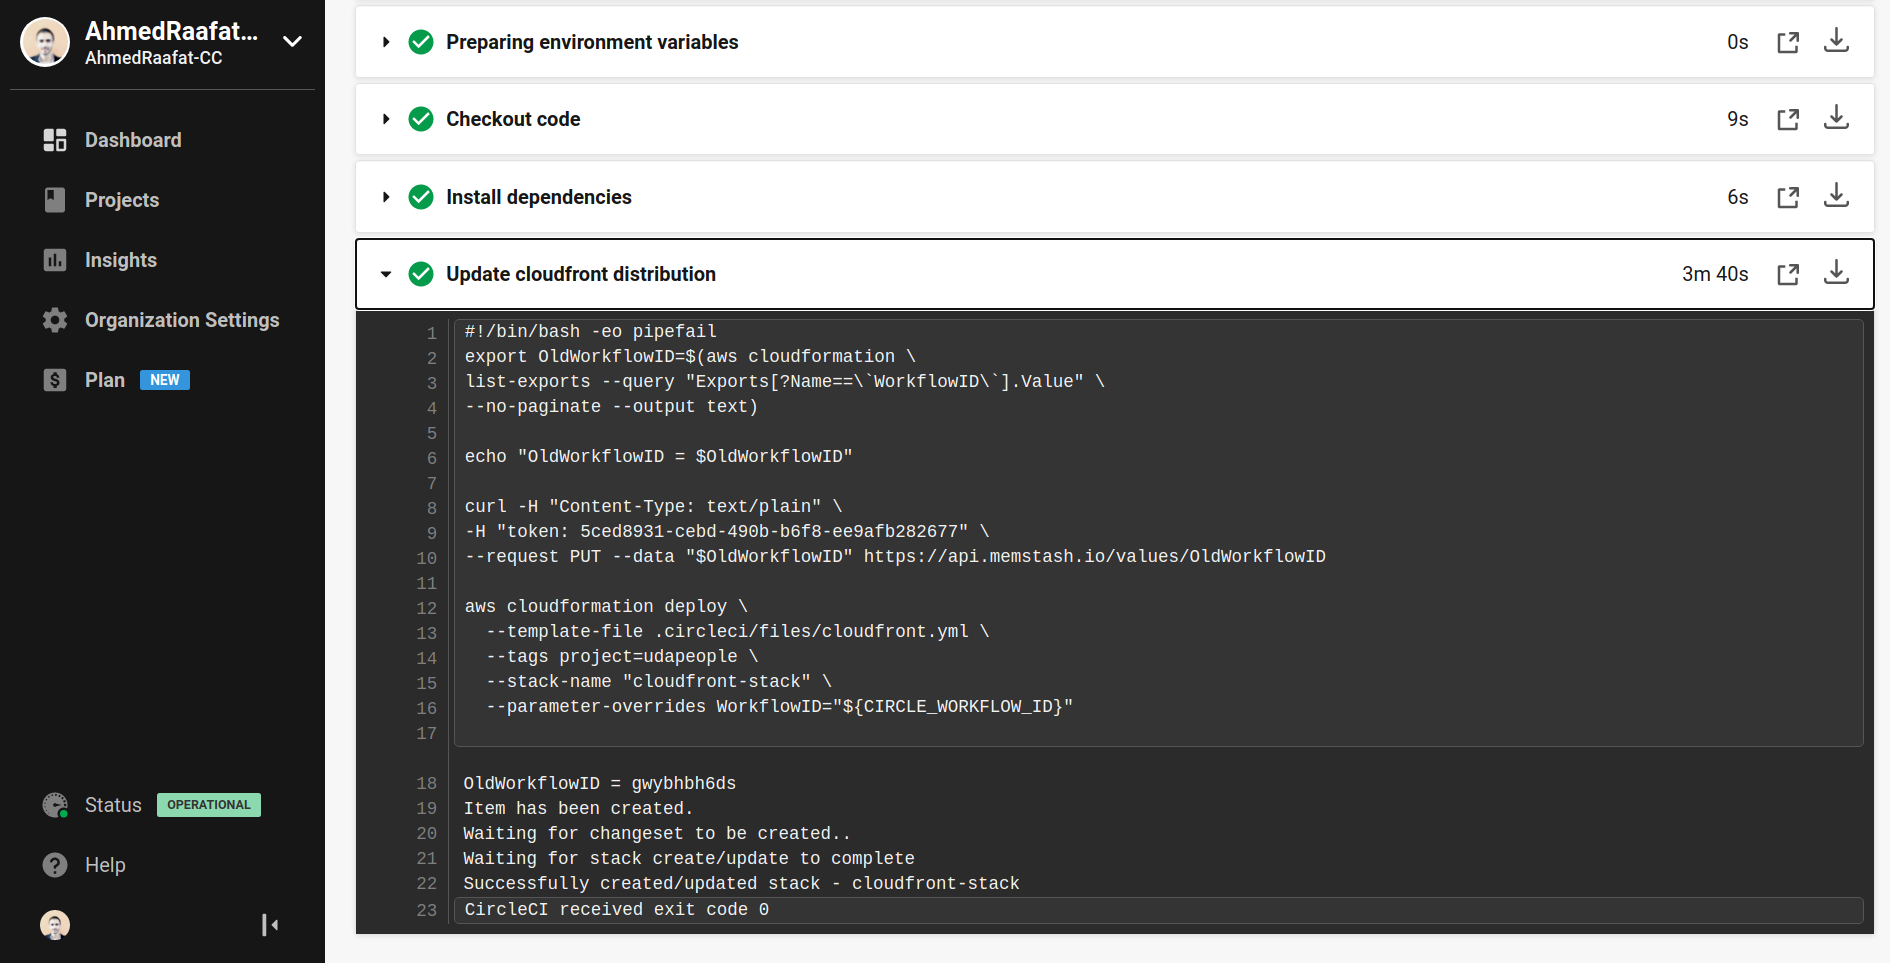 AhmedRaafat...
AhmedRaafat-CC
Dashboard
Projects
Insights
Organization Settings
Plan NEW
Status OPERATIONAL
Help
Preparing environment variables 0s
Checkout code 9s
Install dependencies 6s
Update cloudfront distribution 3m 40s
1 #!/bin/bash -eo pipefail
2 export OldWorkflowID=$(aws cloudformation \
3 list-exports --query "Exports[?Name==\`WorkflowID\`].Value" \
4 --no-paginate --output text)
5
6 echo "OldWorkflowID = $OldWorkflowID"
7
8 curl -H "Content-Type: text/plain" \
9 -H "token: 5ced8931-cebd-490b-b6f8-ee9afb282677" \
10 --request PUT --data "$OldWorkflowID" https://api.memstash.io/values/OldWorkflowID
11
12 aws cloudformation deploy \
13   --template-file .circleci/files/cloudfront.yml \
14   --tags project=udapeople \
15   --stack-name "cloudfront-stack" \
16   --parameter-overrides WorkflowID="${CIRCLE_WORKFLOW_ID}"
17
18 OldWorkflowID = gwybhbh6ds
19 Item has been created.
20 Waiting for changeset to be created..
21 Waiting for stack create/update to complete
22 Successfully created/updated stack - cloudfront-stack
23 CircleCI received exit code 0